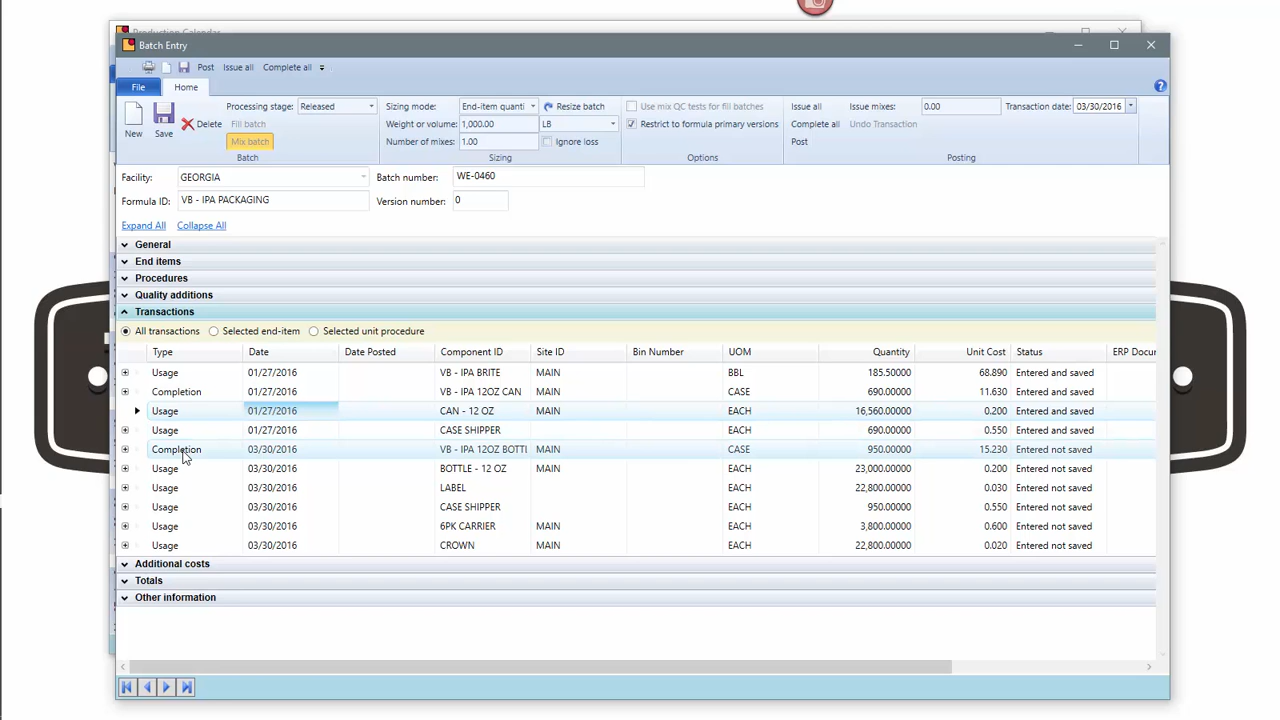 Production Calendar
Batch Entry
Post Issue all Complete all
File Home
New
Save
Delete
Processing stage: Released
Fill batch
Mix batch
Batch
Sizing mode: End-item quanti Resize batch
Weight or volume: 1,000.00 LB
Number of mixes: 1.00 Ignore loss
Sizing
Use mix QC tests for fill batches
Restrict to formula primary versions
Options
Issue all Issue mixes: 0.00 Transaction date: 03/30/2016
Complete all Undo Transaction
Post
Posting
Facility: GEORGIA Batch number: WE-0460
Formula ID: VB - IPA PACKAGING Version number: 0
Expand All Collapse All
General
End items
Procedures
Quality additions
Transactions
All transactions Selected end-item Selected unit procedure
Type Date Date Posted Component ID Site ID Bin Number UOM Quantity Unit Cost Status ERP Docur
Usage 01/27/2016 VB - IPA BRITE MAIN BBL 185.50000 68.890 Entered and saved
Completion 01/27/2016 VB - IPA 12OZ CAN MAIN CASE 690.00000 11.630 Entered and saved
Usage 01/27/2016 CAN - 12 OZ MAIN EACH 16,560.00000 0.200 Entered and saved
Usage 01/27/2016 CASE SHIPPER EACH 690.00000 0.550 Entered and saved
Completion 03/30/2016 VB - IPA 12OZ BOTTI MAIN CASE 950.00000 15.230 Entered not saved
Usage 03/30/2016 BOTTLE - 12 OZ MAIN EACH 23,000.00000 0.200 Entered not saved
Usage 03/30/2016 LABEL EACH 22,800.00000 0.030 Entered not saved
Usage 03/30/2016 CASE SHIPPER EACH 950.00000 0.550 Entered not saved
Usage 03/30/2016 6PK CARRIER MAIN EACH 3,800.00000 0.600 Entered not saved
Usage 03/30/2016 CROWN MAIN EACH 22,800.00000 0.020 Entered not saved
Additional costs
Totals
Other information